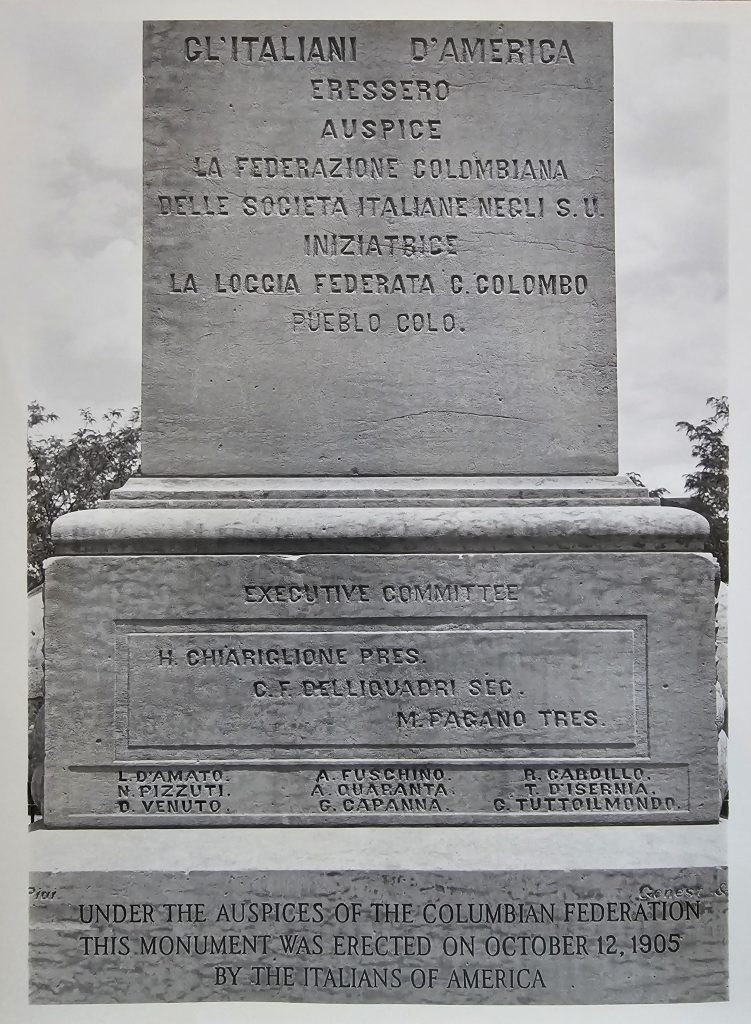 GL'ITALIANI D'AMERICA
ERESSERO
AUSPICE
LA FEDERAZIONE COLOMBIANA
DELLE SOCIETA ITALIANE NEGLI S. U.
INIZIATRICE
LA LOGGIA FEDERATA C. COLOMBO
PUEBLO COLO.
EXECUTIVE COMMITTEE
H. CHIARIGLIONE PRES.
C. F. DELLIQUADRI SEC.
M. PAGANO TRES.
L. D'AMATO. A. FUSCHINO. R. CARDILLO.
N. PIZZUTI. A. QUARANTA. T. D'ISERNIA.
D. VENUTO. G. CAPANNA. C. TUTTOILMONDO.
Genesi &
UNDER THE AUSPICES OF THE COLUMBIAN FEDERATION
THIS MONUMENT WAS ERECTED ON OCTOBER 12, 1905
BY THE ITALIANS OF AMERICA